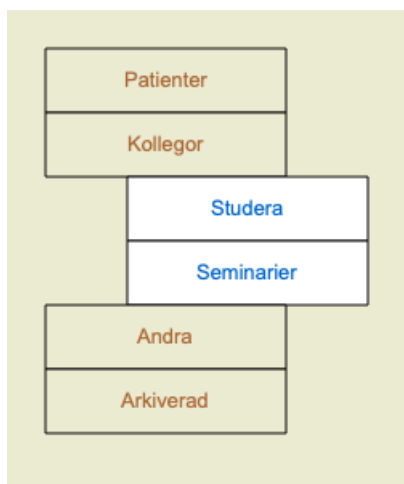 Patienter
Kollegor
Studera
Seminarier
Andra
Arkiverad